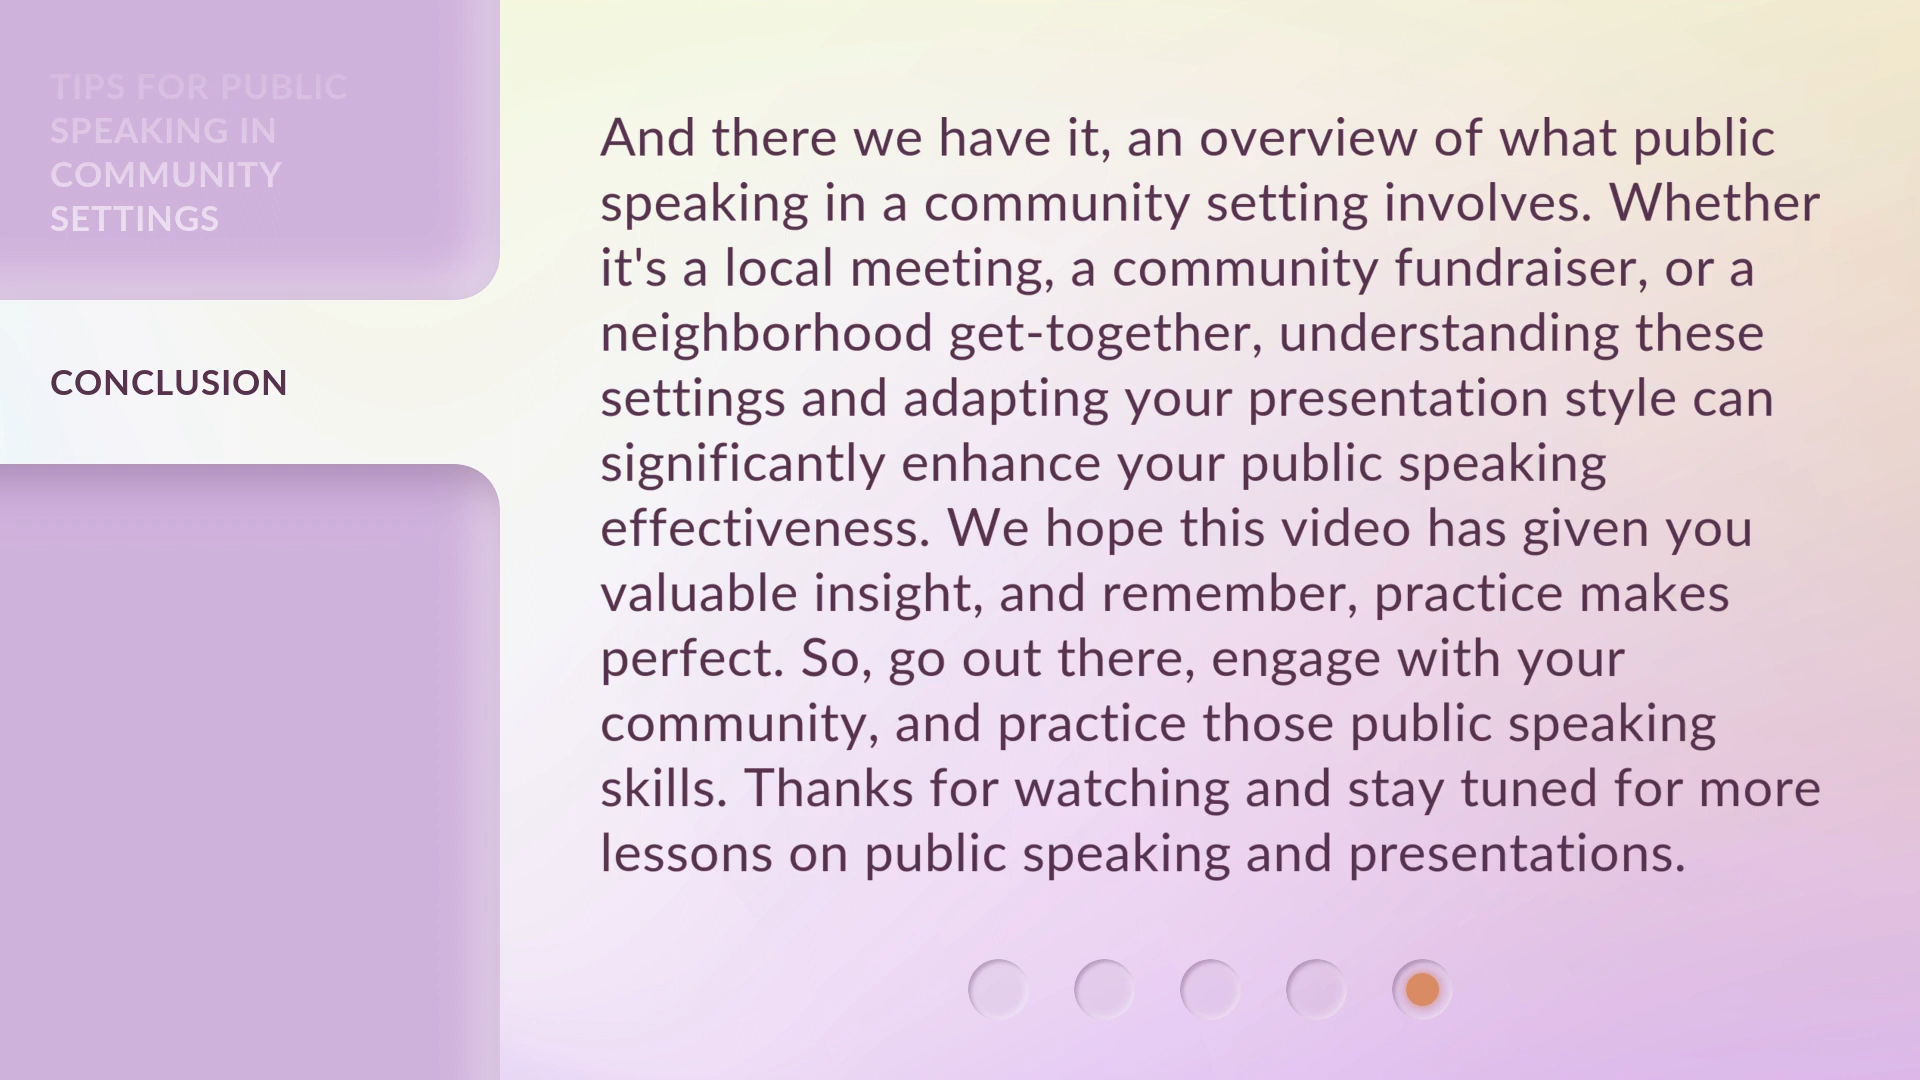 TIPS FOR PUBLIC
SPEAKING IN
COMMUNITY
SETTINGS
CONCLUSION
And there we have it, an overview of what public
speaking in a community setting involves. Whether
it's a local meeting, a community fundraiser, or a
neighborhood get-together, understanding these
settings and adapting your presentation style can
significantly enhance your public speaking
effectiveness. We hope this video has given you
valuable insight, and remember, practice makes
perfect. So, go out there, engage with your
community, and practice those public speaking
skills. Thanks for watching and stay tuned for more
lessons on public speaking and presentations.